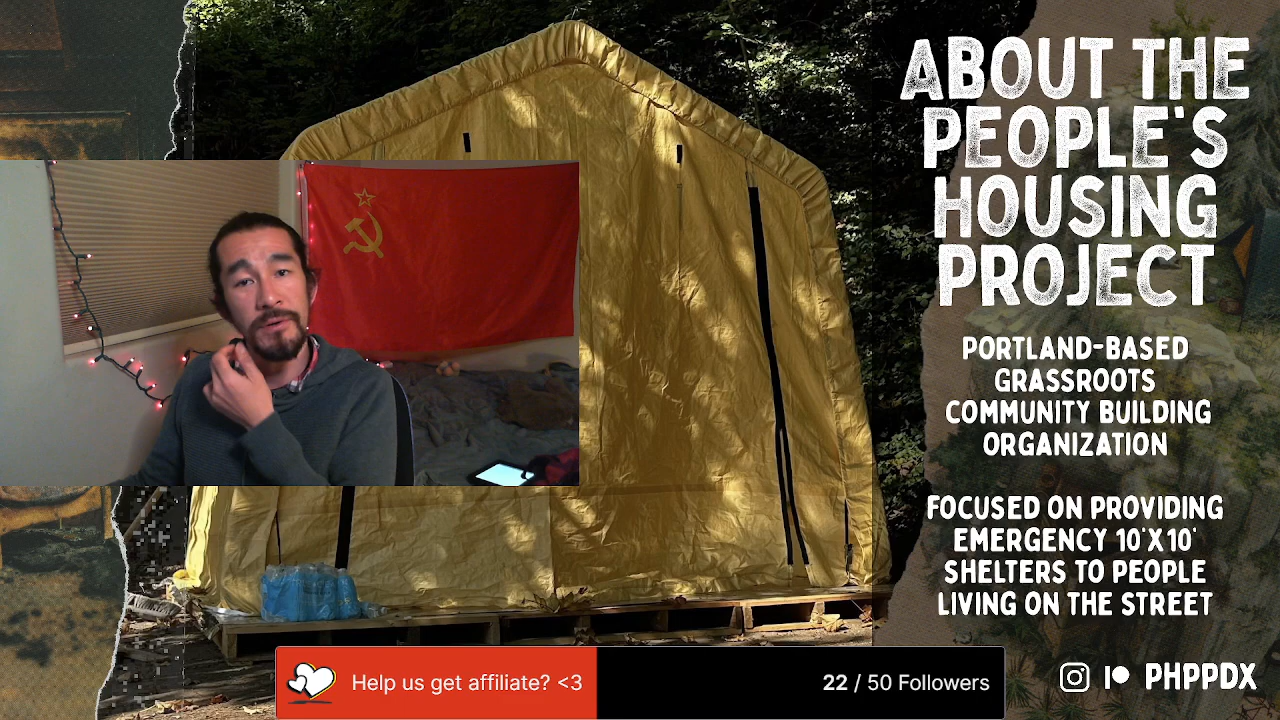 ABOUT THE
PEOPLE'S
HOUSING
PROJECT
PORTLAND-BASED
GRASSROOTS
COMMUNITY BUILDING
ORGANIZATION
FOCUSED ON PROVIDING
EMERGENCY 10'X10'
SHELTERS TO PEOPLE
LIVING ON THE STREET
PHPPDX
Help us get affiliate? <3
22 / 50 Followers